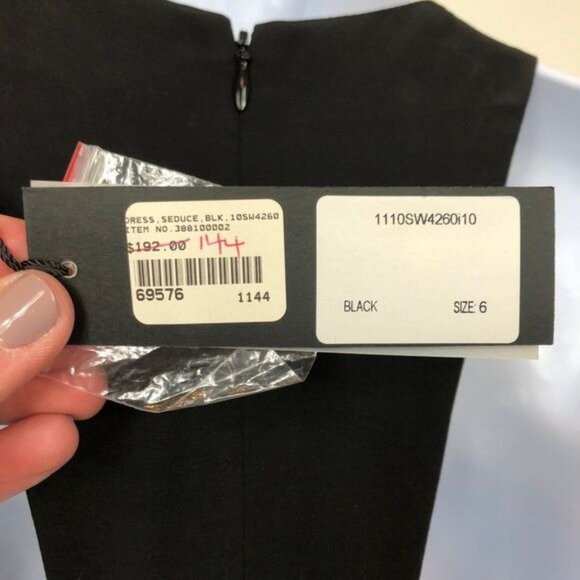 DRESS.SEDUCE.BLK,10SW4260
ITEM NO.388100002
$192.00 144
69576 1144
1110SW4260i10
BLACK SIZE: 6